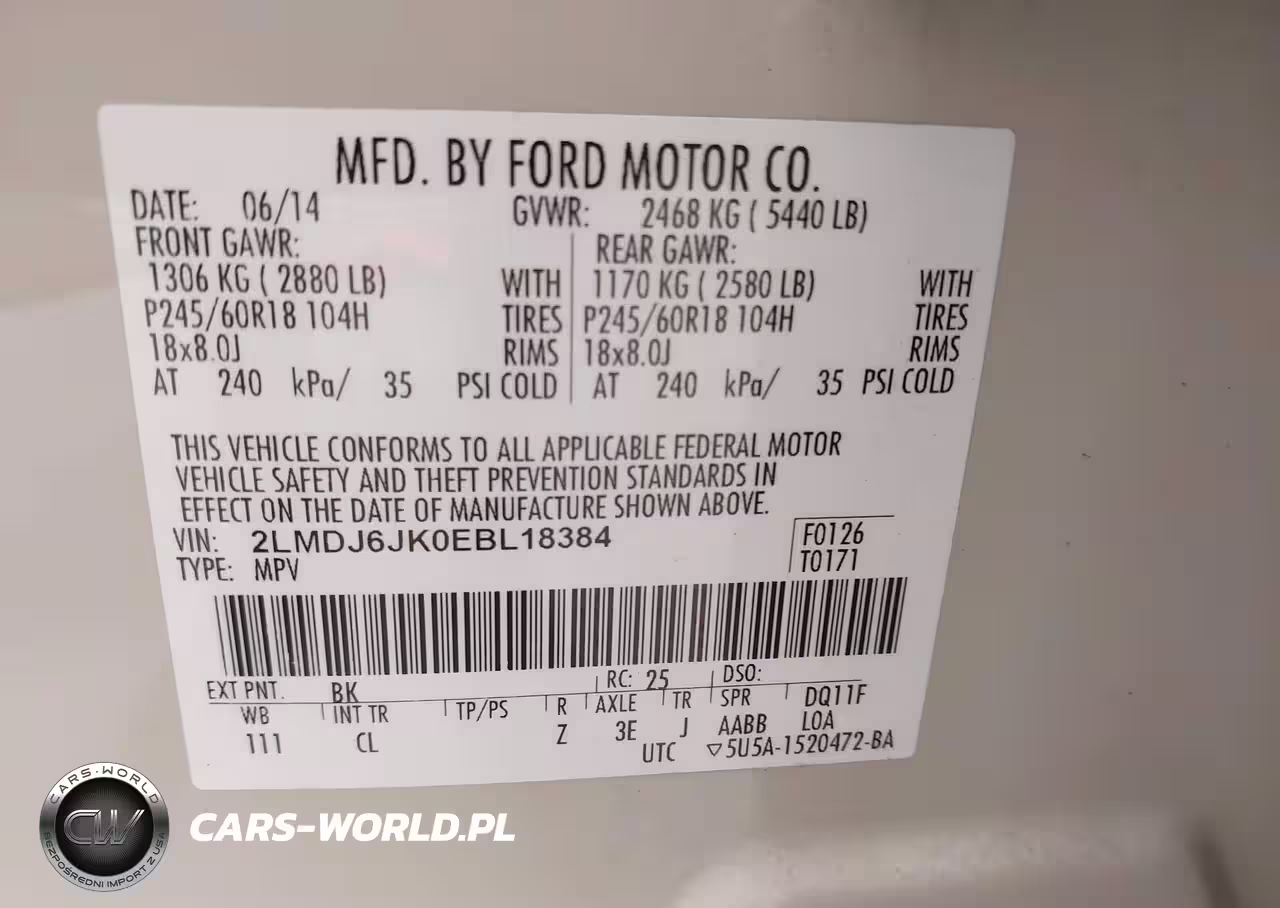 MFD. BY FORD MOTOR CO.
DATE: 06/14 GVWR: 2468 KG ( 5440 LB)
FRONT GAWR: REAR GAWR:
1306 KG ( 2880 LB) WITH 1170 KG ( 2580 LB) WITH
P245/60R18 104H TIRES P245/60R18 104H TIRES
18x8.0J RIMS 18x8.0J RIMS
AT 240 kPa/ 35 PSI COLD AT 240 kPa/ 35 PSI COLD
THIS VEHICLE CONFORMS TO ALL APPLICABLE FEDERAL MOTOR
VEHICLE SAFETY AND THEFT PREVENTION STANDARDS IN
EFFECT ON THE DATE OF MANUFACTURE SHOWN ABOVE.
VIN: 2LMDJ6JK0EBL18384 F0126
TYPE: MPV T0171
EXT PNT. BK RC: 25 DSO:
WB INT TR TP/PS R AXLE TR SPR DQ11F
111 CL Z 3E J AABB LOA
UTC ▽5U5A-1520472-BA
CARS-WORLD
CW
BEZPOŚREDNI IMPORT Z USA
CARS-WORLD.PL